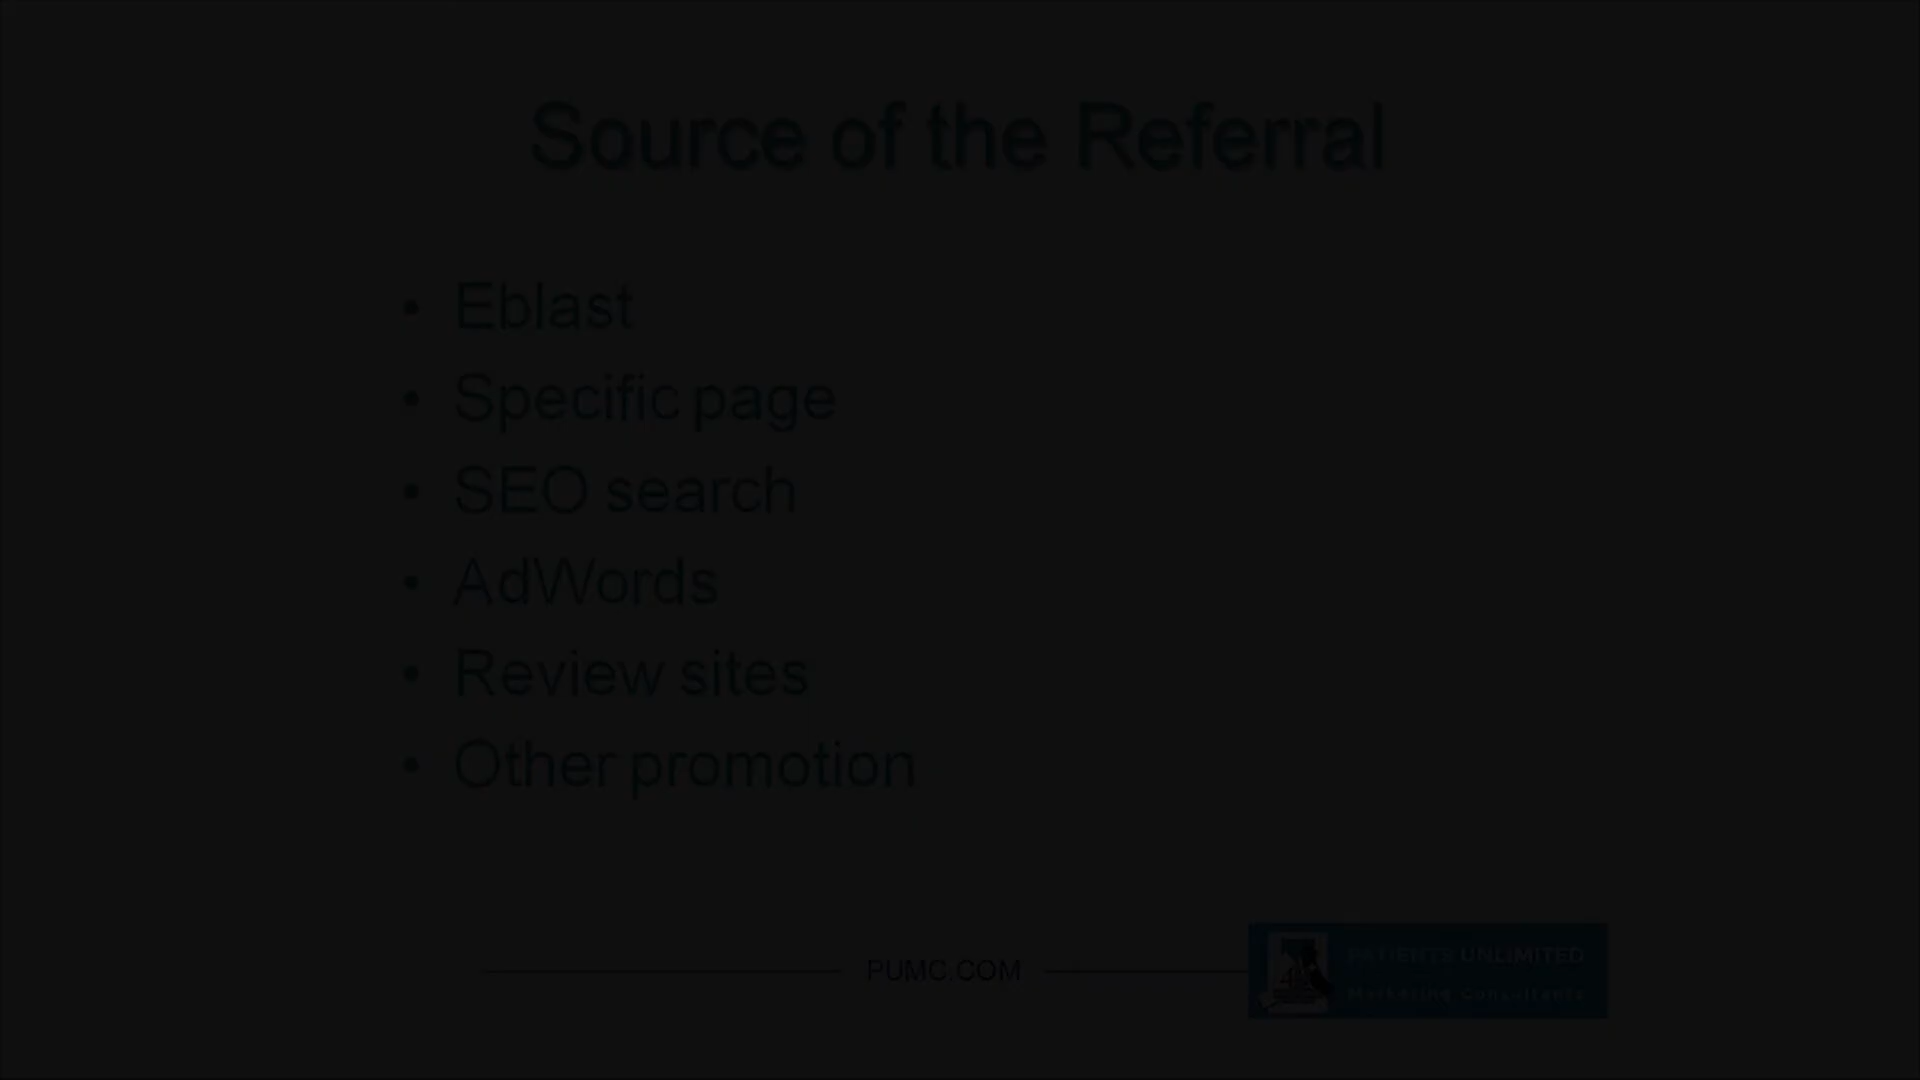 Source of the Referral
• Eblast
• Specific page
• SEO search
• AdWords
• Review sites
• Other promotion
PUMC.COM
PATIENTS UNLIMITED
Marketing Consultants